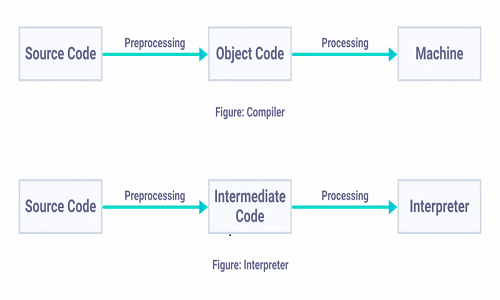 Source Code Preprocessing Object Code Processing Machine
Figure: Compiler
Source Code Preprocessing Intermediate Code Processing Interpreter
Figure: Interpreter